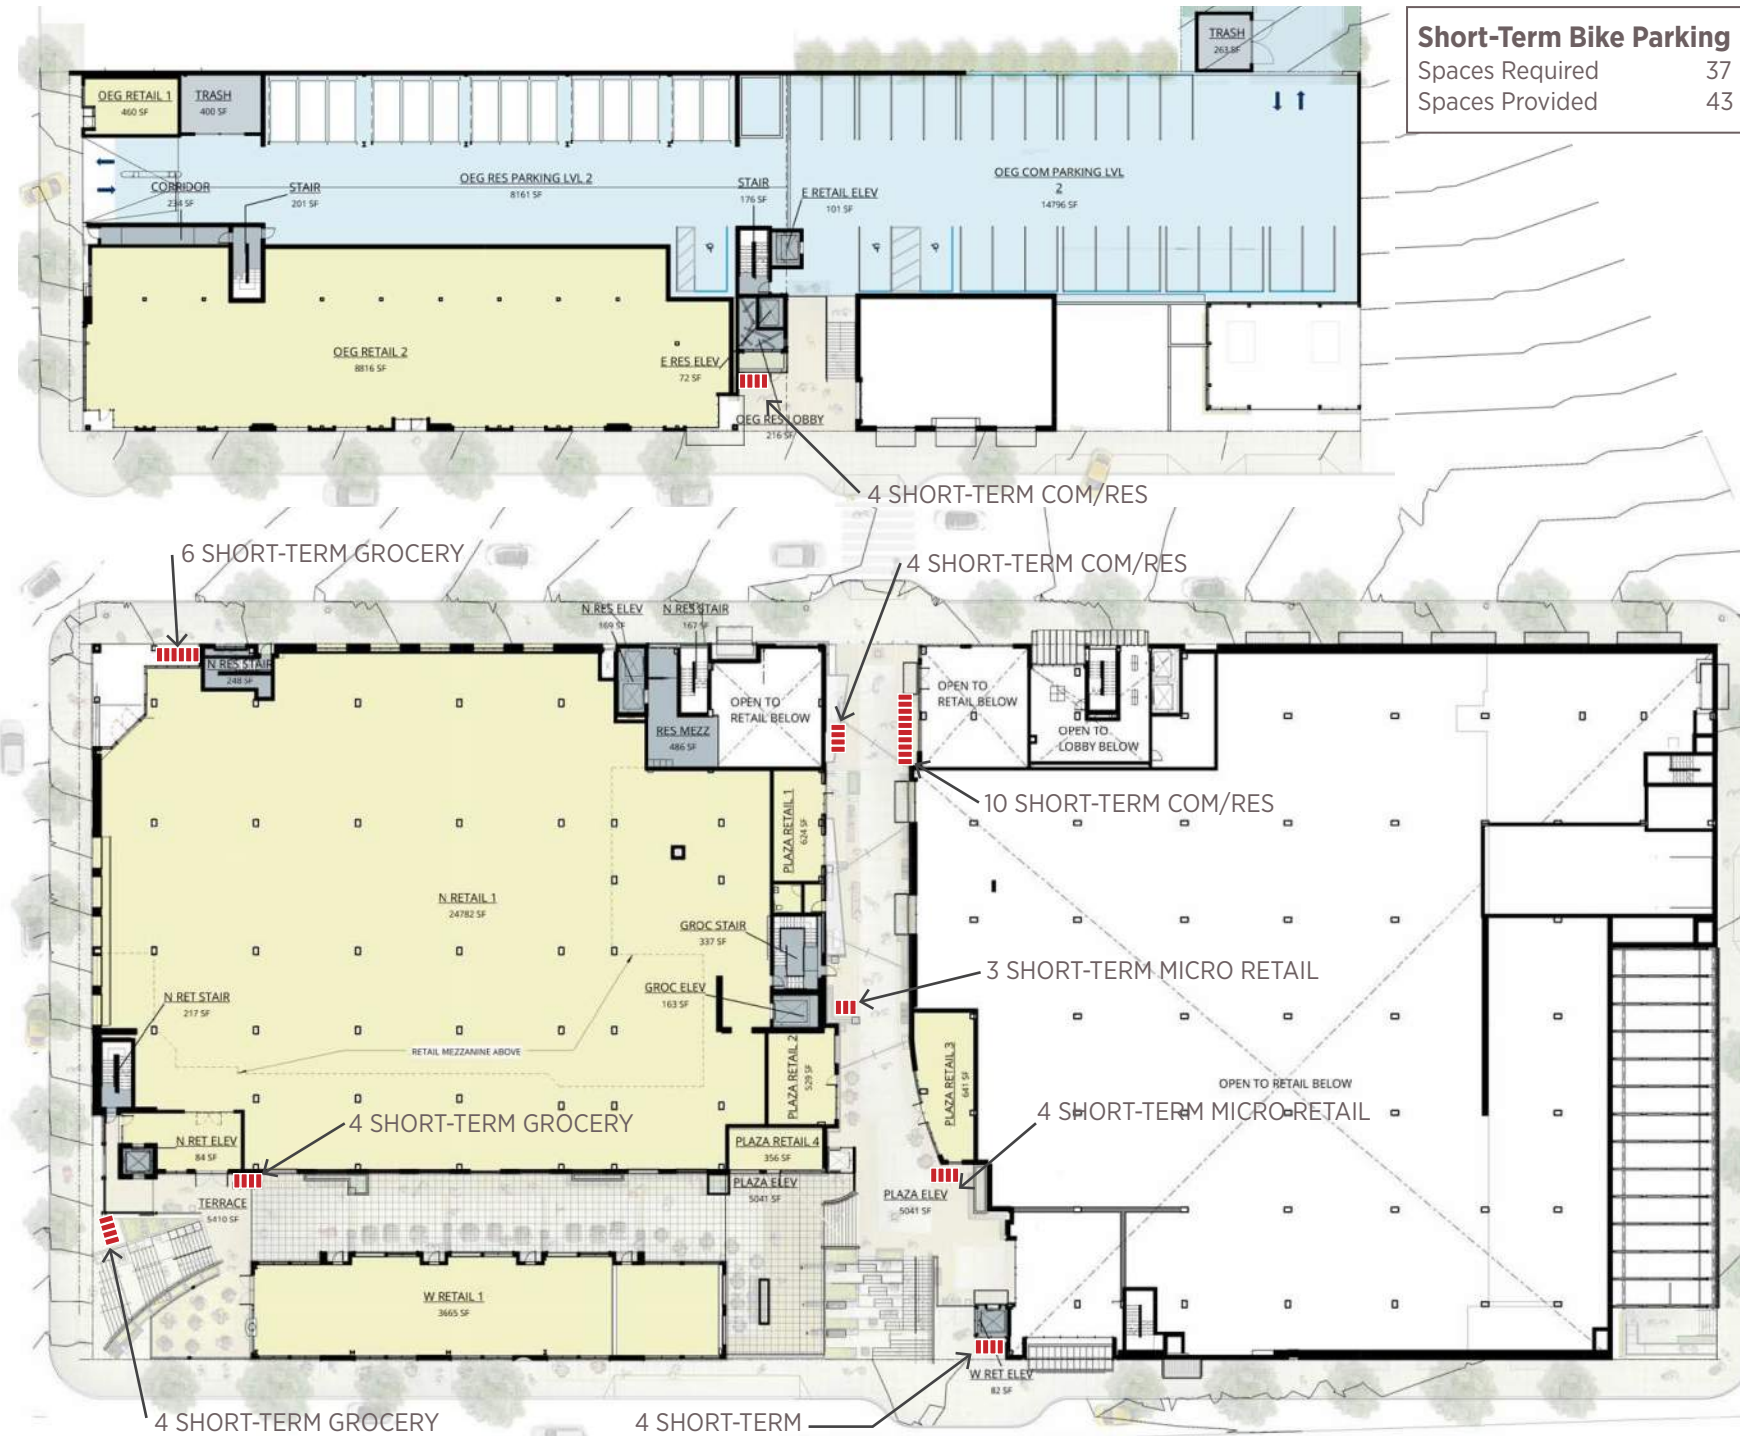 Short-Term Bike Parking
Spaces Required 37
Spaces Provided 43
TRASH
263 SF
OEG RETAIL 1
460 SF
TRASH
400 SF
CORRIDOR
234 SF
STAIR
201 SF
OEG RES PARKING LVL 2
8161 SF
STAIR
176 SF
E RETAIL ELEV
101 SF
OEG COM PARKING LVL
2
14796 SF
OEG RETAIL 2
8816 SF
E RES ELEV
72 SF
OEG RES LOBBY
216 SF
4 SHORT-TERM COM/RES
6 SHORT-TERM GROCERY
4 SHORT-TERM COM/RES
N RES ELEV
169 SF
N RES STAIR
167 SF
N RES STAIR
248 SF
OPEN TO
RETAIL BELOW
RES MEZZ
486 SF
OPEN TO
RETAIL BELOW
OPEN TO
LOBBY BELOW
10 SHORT-TERM COM/RES
PLAZA RETAIL 1
624 SF
N RETAIL 1
24782 SF
GROC STAIR
337 SF
3 SHORT-TERM MICRO RETAIL
GROC ELEV
163 SF
N RET STAIR
217 SF
RETAIL MEZZANINE ABOVE
PLAZA RETAIL 2
529 SF
PLAZA RETAIL 3
641 SF
OPEN TO RETAIL BELOW
4 SHORT-TERM MICRO RETAIL
4 SHORT-TERM GROCERY
N RET ELEV
84 SF
PLAZA RETAIL 4
356 SF
PLAZA ELEV
5041 SF
PLAZA ELEV
5041 SF
TERRACE
5410 SF
W RETAIL 1
3665 SF
W RET ELEV
82 SF
4 SHORT-TERM GROCERY
4 SHORT-TERM